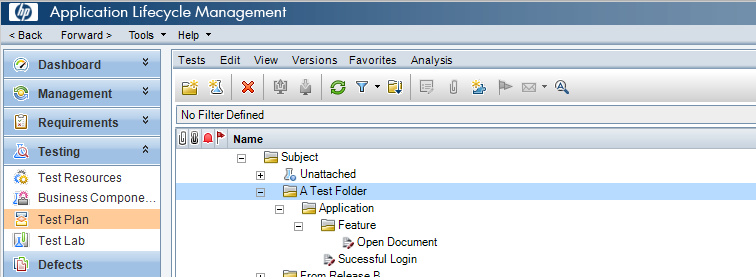 hp Application Lifecycle Management
< Back Forward > Tools Help
Dashboard
Management
Requirements
Testing
Test Resources
Business Compone...
Test Plan
Test Lab
Defects
Tests Edit View Versions Favorites Analysis
No Filter Defined
Name
Subject
Unattached
A Test Folder
Application
Feature
Open Document
Sucessful Login
From Release B